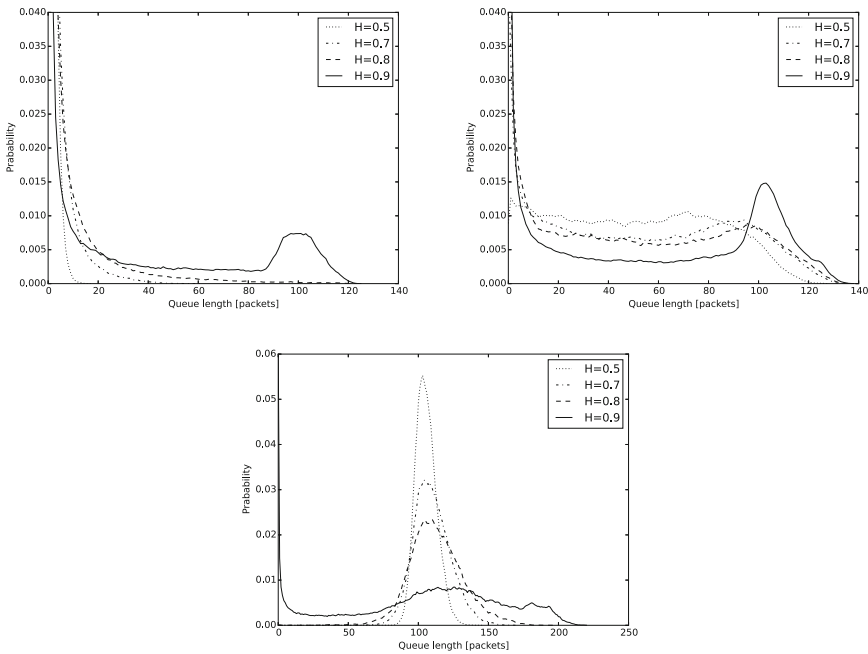 0.040
0.035
0.030
0.025
0.020
0.015
0.010
0.005
0.000
0 20 40 60 80 100 120 140
Prabability
Queue length [packets]
H=0.5
H=0.7
H=0.8
H=0.9
0.040
0.035
0.030
0.025
0.020
0.015
0.010
0.005
0.000
0 20 40 60 80 100 120 140
Prabability
Queue length [packets]
H=0.5
H=0.7
H=0.8
H=0.9
0.06
0.05
0.04
0.03
0.02
0.01
0.00
0 50 100 150 200 250
Prabability
Queue length [packets]
H=0.5
H=0.7
H=0.8
H=0.9